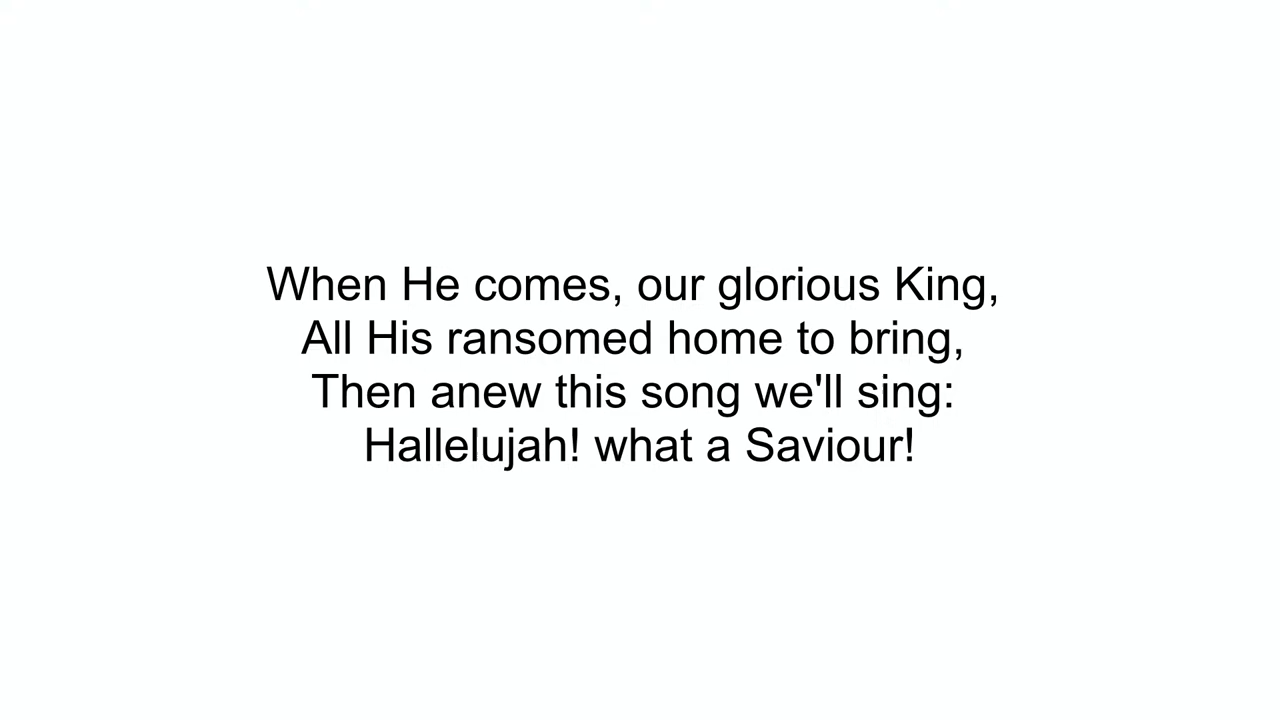 When He comes, our glorious King,
All His ransomed home to bring,
Then anew this song we'll sing:
Hallelujah! what a Saviour!